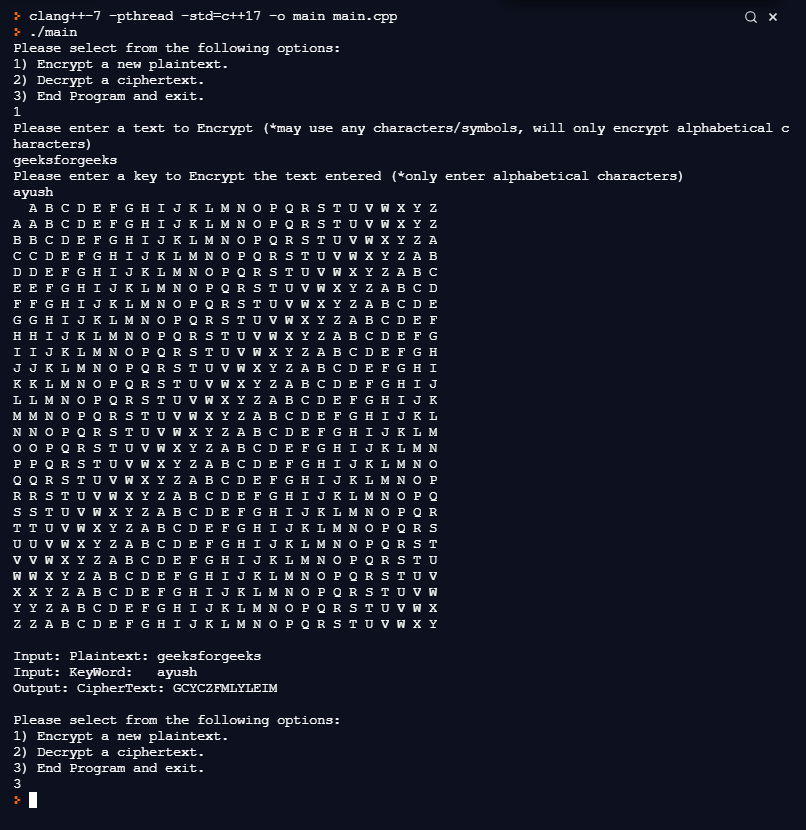 > clang++-7 -pthread -std=c++17 -o main main.cpp
> ./main
Please select from the following options:
1) Encrypt a new plaintext.
2) Decrypt a ciphertext.
3) End Program and exit.
1
Please enter a text to Encrypt (*may use any characters/symbols, will only encrypt alphabetical c
haracters)
geeksforgeeks
Please enter a key to Encrypt the text entered (*only enter alphabetical characters)
ayush
  A B C D E F G H I J K L M N O P Q R S T U V W X Y Z
A A B C D E F G H I J K L M N O P Q R S T U V W X Y Z
B B C D E F G H I J K L M N O P Q R S T U V W X Y Z A
C C D E F G H I J K L M N O P Q R S T U V W X Y Z A B
D D E F G H I J K L M N O P Q R S T U V W X Y Z A B C
E E F G H I J K L M N O P Q R S T U V W X Y Z A B C D
F F G H I J K L M N O P Q R S T U V W X Y Z A B C D E
G G H I J K L M N O P Q R S T U V W X Y Z A B C D E F
H H I J K L M N O P Q R S T U V W X Y Z A B C D E F G
I I J K L M N O P Q R S T U V W X Y Z A B C D E F G H
J J K L M N O P Q R S T U V W X Y Z A B C D E F G H I
K K L M N O P Q R S T U V W X Y Z A B C D E F G H I J
L L M N O P Q R S T U V W X Y Z A B C D E F G H I J K
M M N O P Q R S T U V W X Y Z A B C D E F G H I J K L
N N O P Q R S T U V W X Y Z A B C D E F G H I J K L M
O O P Q R S T U V W X Y Z A B C D E F G H I J K L M N
P P Q R S T U V W X Y Z A B C D E F G H I J K L M N O
Q Q R S T U V W X Y Z A B C D E F G H I J K L M N O P
R R S T U V W X Y Z A B C D E F G H I J K L M N O P Q
S S T U V W X Y Z A B C D E F G H I J K L M N O P Q R
T T U V W X Y Z A B C D E F G H I J K L M N O P Q R S
U U V W X Y Z A B C D E F G H I J K L M N O P Q R S T
V V W X Y Z A B C D E F G H I J K L M N O P Q R S T U
W W X Y Z A B C D E F G H I J K L M N O P Q R S T U V
X X Y Z A B C D E F G H I J K L M N O P Q R S T U V W
Y Y Z A B C D E F G H I J K L M N O P Q R S T U V W X
Z Z A B C D E F G H I J K L M N O P Q R S T U V W X Y
Input: Plaintext: geeksforgeeks
Input: KeyWord:   ayush
Output: CipherText: GCYCZFMLYLEIM
Please select from the following options:
1) Encrypt a new plaintext.
2) Decrypt a ciphertext.
3) End Program and exit.
3
>